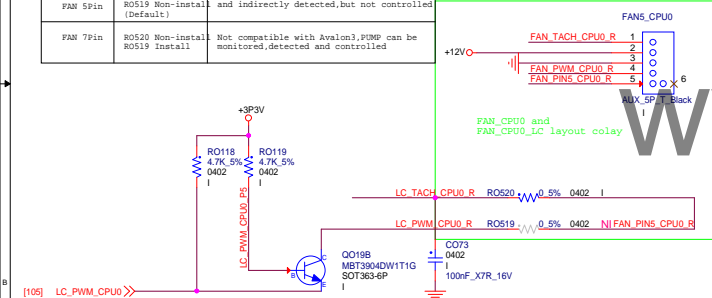 FAN 5Pin
RO519 Non-install
(Default)
and indirectly detected,but not controlled
FAN 7Pin
RO520 Non-install
RO519 Install
Not compatible with Avalon3,PUMP can be
monitored,detected and controlled
FAN5_CPU0
FAN_TACH_CPU0_R
1
2
+12V
3
FAN_PWM_CPU0_R
4
FAN_PIN5_CPU0_R
5
6
AUX_5P_T_Black
I
FAN_CPU0 and
FAN_CPU0_LC layout colay
W
+3P3V
RO118
4.7K_5%
0402
I
RO119
4.7K_5%
0402
I
LC_PWM_CPU0_P5
LC_TACH_CPU0_R
RO520
0_5%
0402
I
LC_PWM_CPU0_R
RO519
0_5%
0402
NI
FAN_PIN5_CPU0_R
CO73
0402
I
100nF_X7R_16V
QO19B
MBT3904DW1T1G
SOT363-6P
I
C
B
E
B
[105] LC_PWM_CPU0